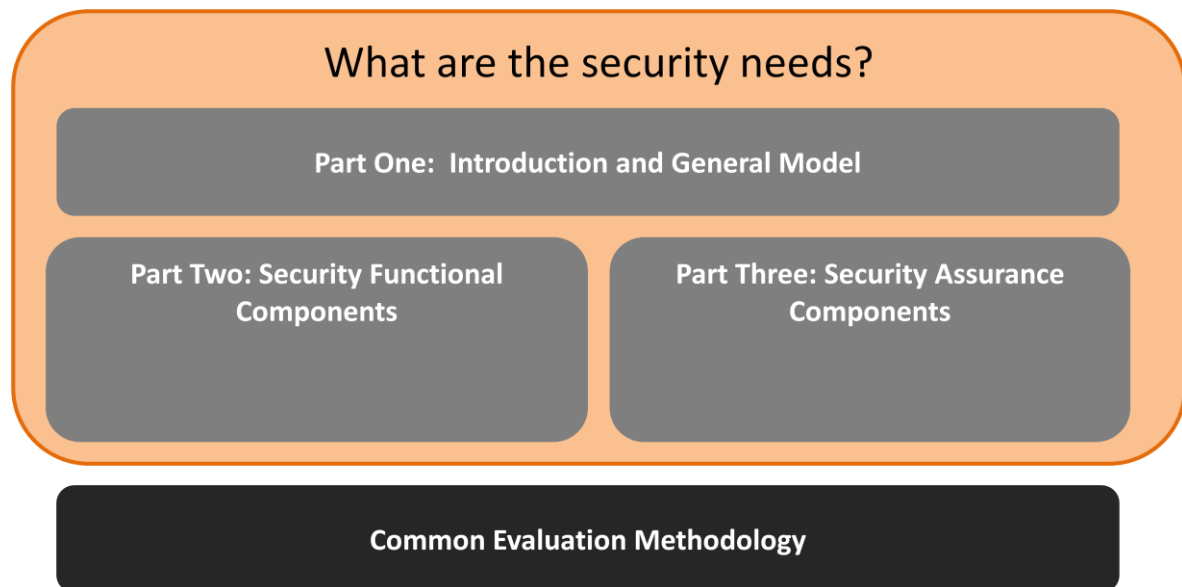 What are the security needs?
Part One:  Introduction and General Model
Part Two: Security Functional
Components
Part Three: Security Assurance
Components
Common Evaluation Methodology